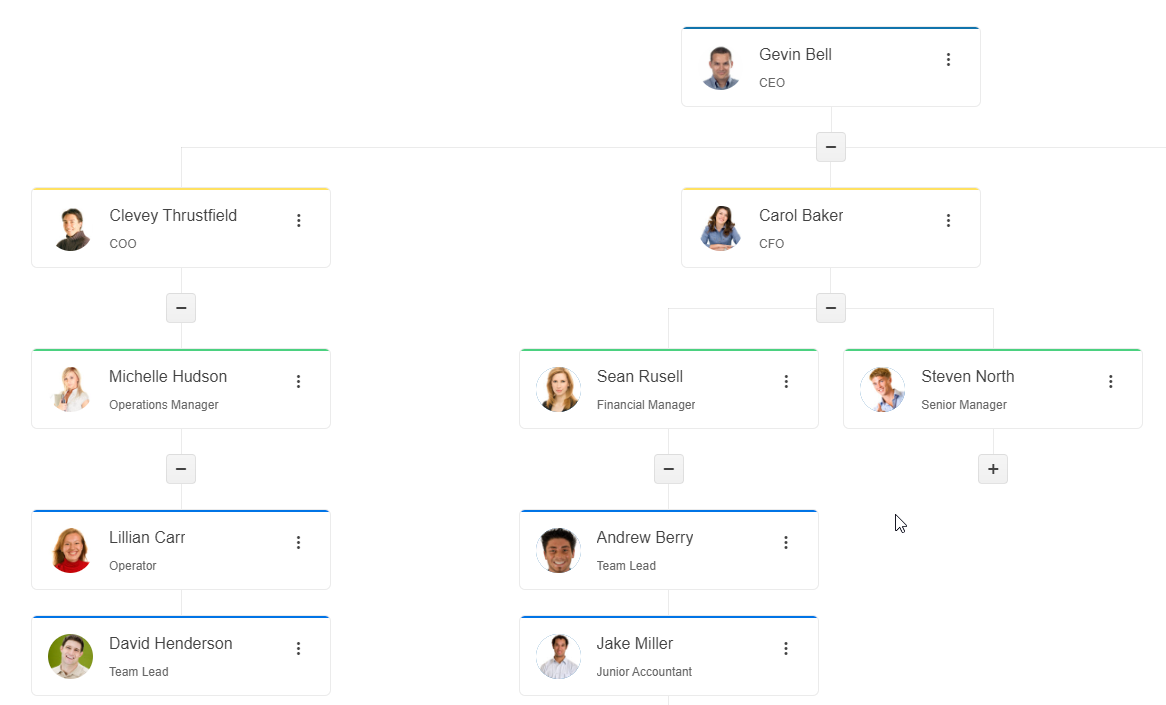 Gevin Bell
CEO
Clevey Thrustfield
COO
Carol Baker
CFO
Michelle Hudson
Operations Manager
Sean Rusell
Financial Manager
Steven North
Senior Manager
Lillian Carr
Operator
Andrew Berry
Team Lead
David Henderson
Team Lead
Jake Miller
Junior Accountant